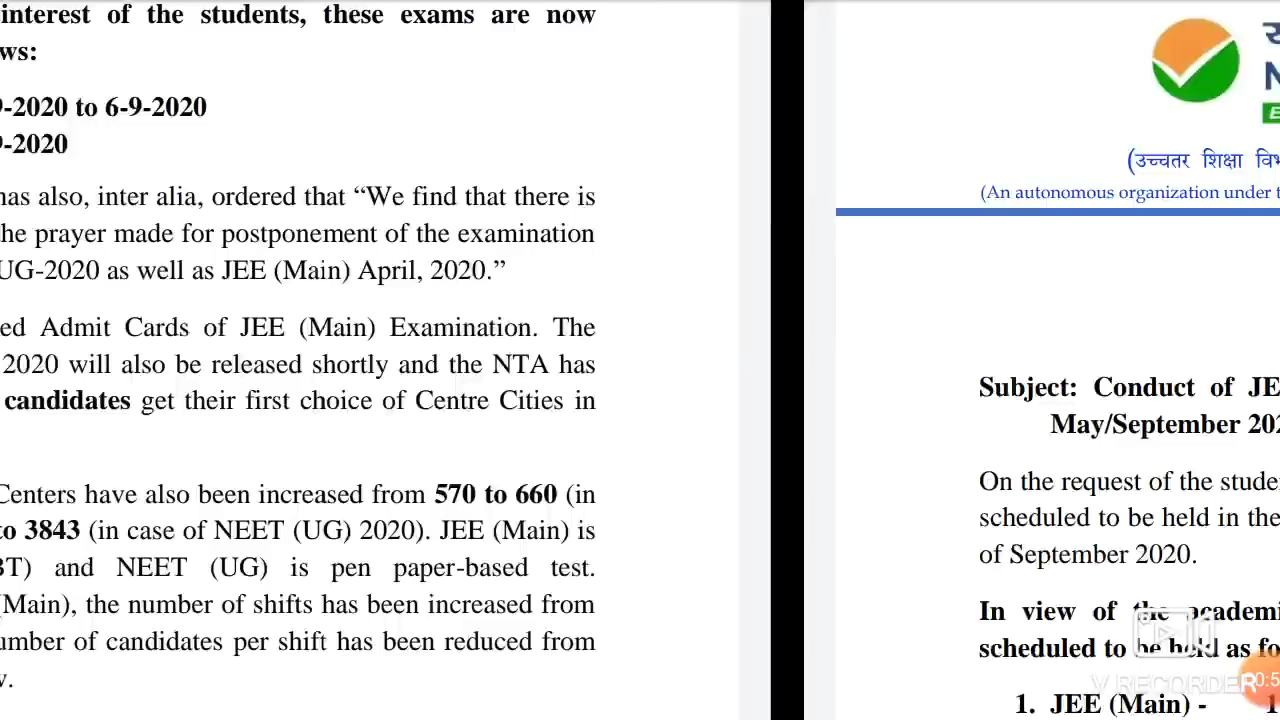 interest of the students, these exams are now
ws:
9-2020 to 6-9-2020
9-2020
has also, inter alia, ordered that “We find that there is
he prayer made for postponement of the examination
UG-2020 as well as JEE (Main) April, 2020.”
ed Admit Cards of JEE (Main) Examination. The
2020 will also be released shortly and the NTA has
candidates get their first choice of Centre Cities in
Centers have also been increased from 570 to 660 (in
to 3843 (in case of NEET (UG) 2020). JEE (Main) is
BT) and NEET (UG) is pen paper-based test.
Main), the number of shifts has been increased from
umber of candidates per shift has been reduced from
(उच्चतर शिक्षा
(An autonomous organization under
Subject: Conduct of JE
May/September 202
On the request of the stude
scheduled to be held in the
of September 2020.
In view of the academi
scheduled to be held as fo
1. JEE (Main) - 1
V RECORDER